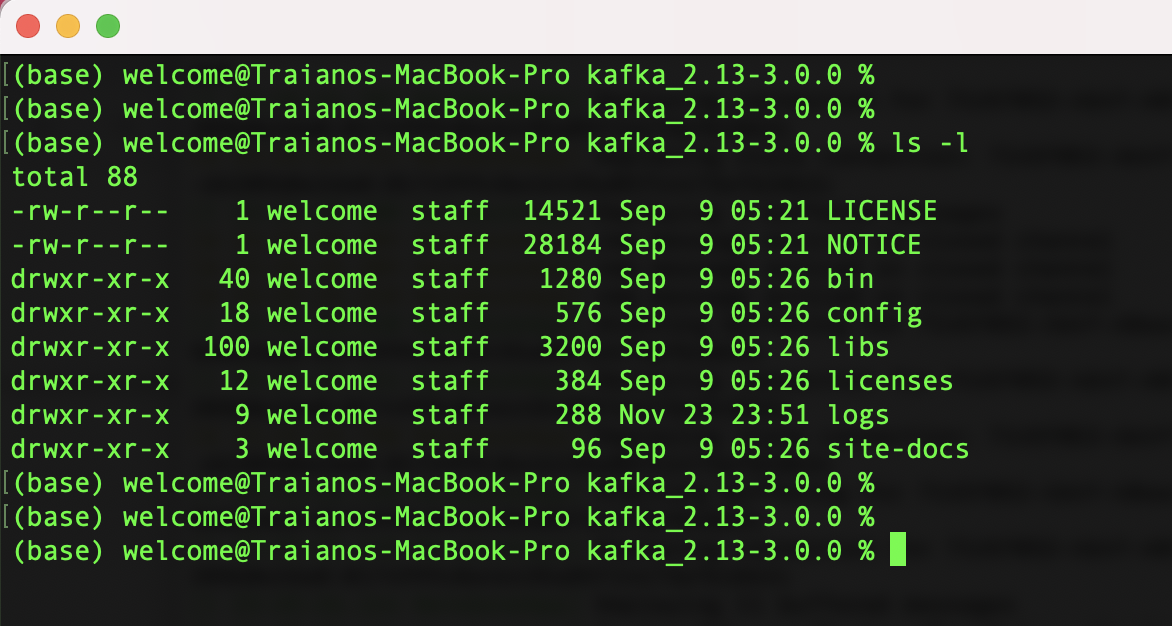 (base) welcome@Traianos-MacBook-Pro kafka_2.13-3.0.0 %
(base) welcome@Traianos-MacBook-Pro kafka_2.13-3.0.0 %
(base) welcome@Traianos-MacBook-Pro kafka_2.13-3.0.0 % ls -l
total 88
-rw-r--r--    1 welcome  staff  14521 Sep  9 05:21 LICENSE
-rw-r--r--    1 welcome  staff  28184 Sep  9 05:21 NOTICE
drwxr-xr-x   40 welcome  staff   1280 Sep  9 05:26 bin
drwxr-xr-x   18 welcome  staff    576 Sep  9 05:26 config
drwxr-xr-x  100 welcome  staff   3200 Sep  9 05:26 libs
drwxr-xr-x   12 welcome  staff    384 Sep  9 05:26 licenses
drwxr-xr-x    9 welcome  staff    288 Nov 23 23:51 logs
drwxr-xr-x    3 welcome  staff     96 Sep  9 05:26 site-docs
(base) welcome@Traianos-MacBook-Pro kafka_2.13-3.0.0 %
(base) welcome@Traianos-MacBook-Pro kafka_2.13-3.0.0 %
(base) welcome@Traianos-MacBook-Pro kafka_2.13-3.0.0 %